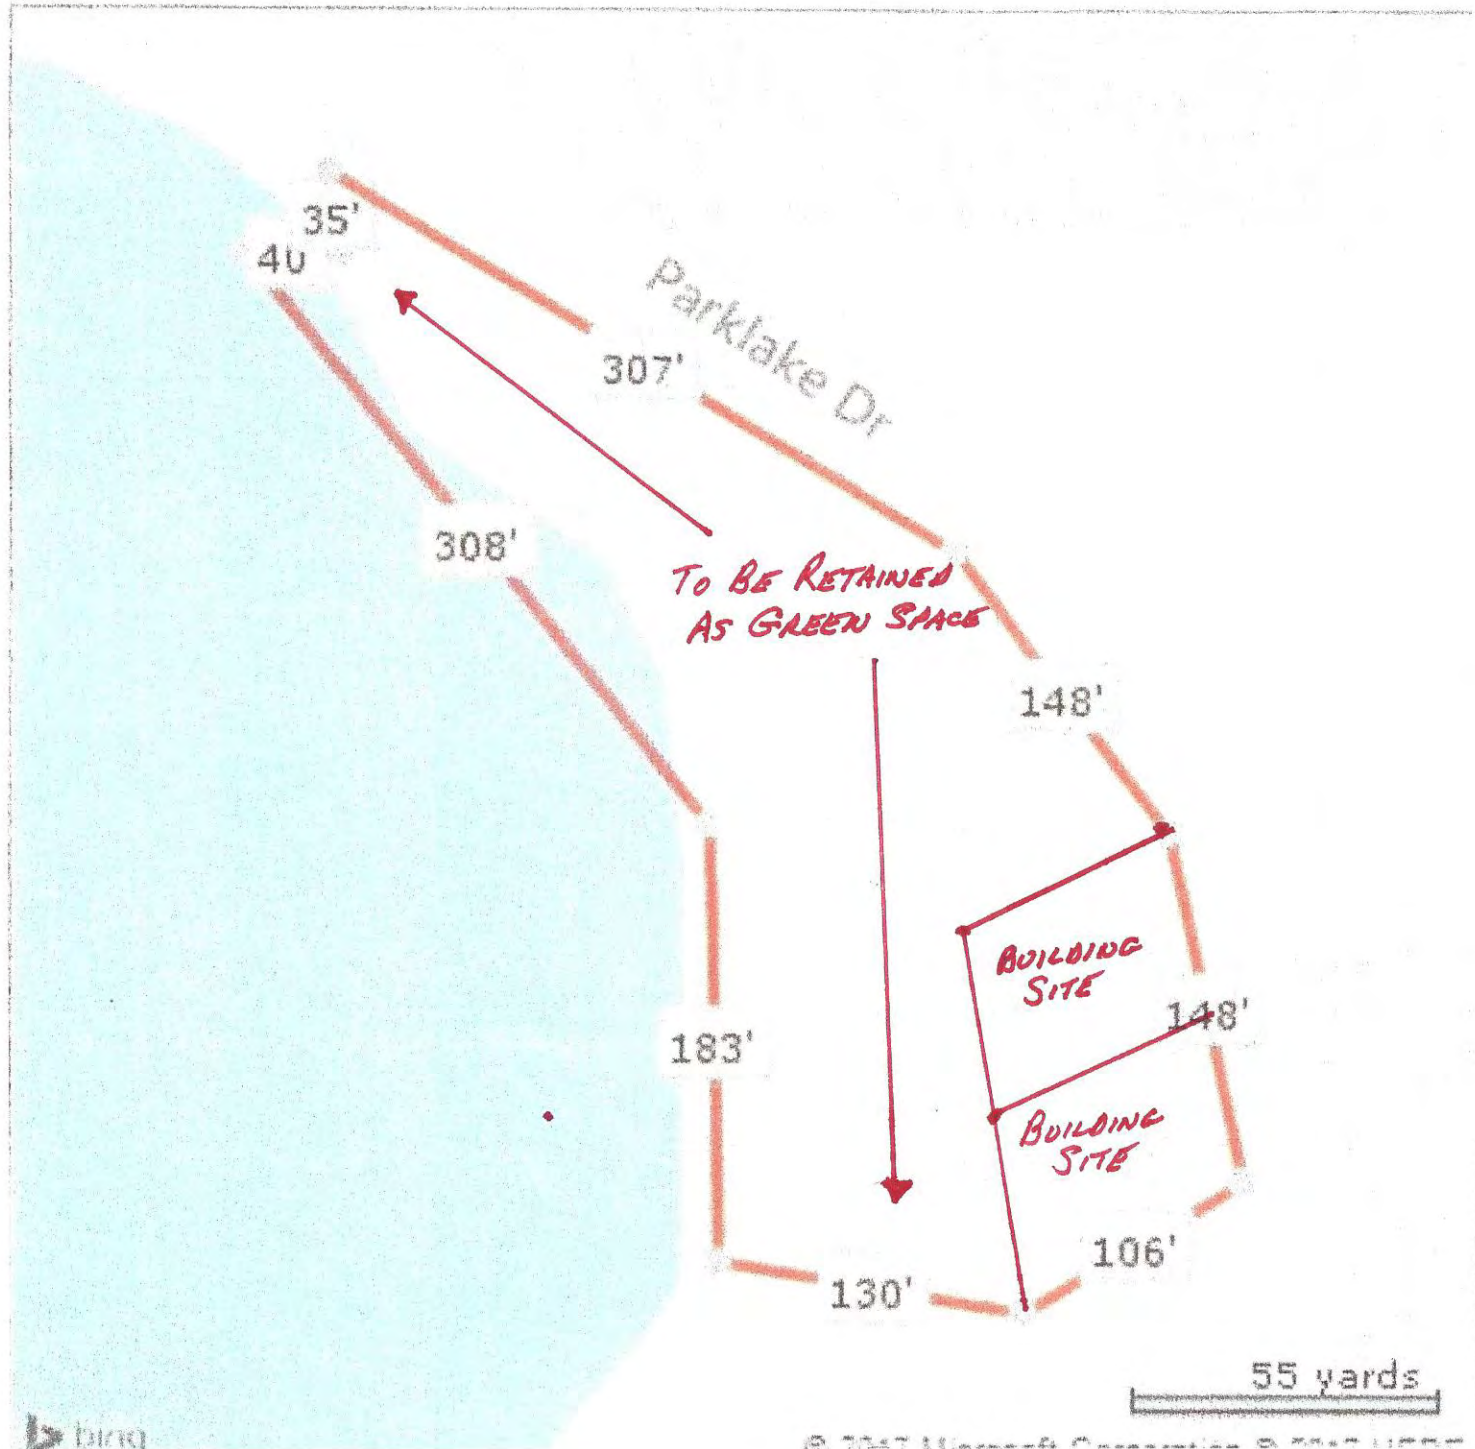 35'
40
Parklake Dr
307'
308'
TO BE RETAINED
AS GREEN SPACE
148'
BUILDING
SITE
148'
183'
BUILDING
SITE
106'
130'
55 yards
bing